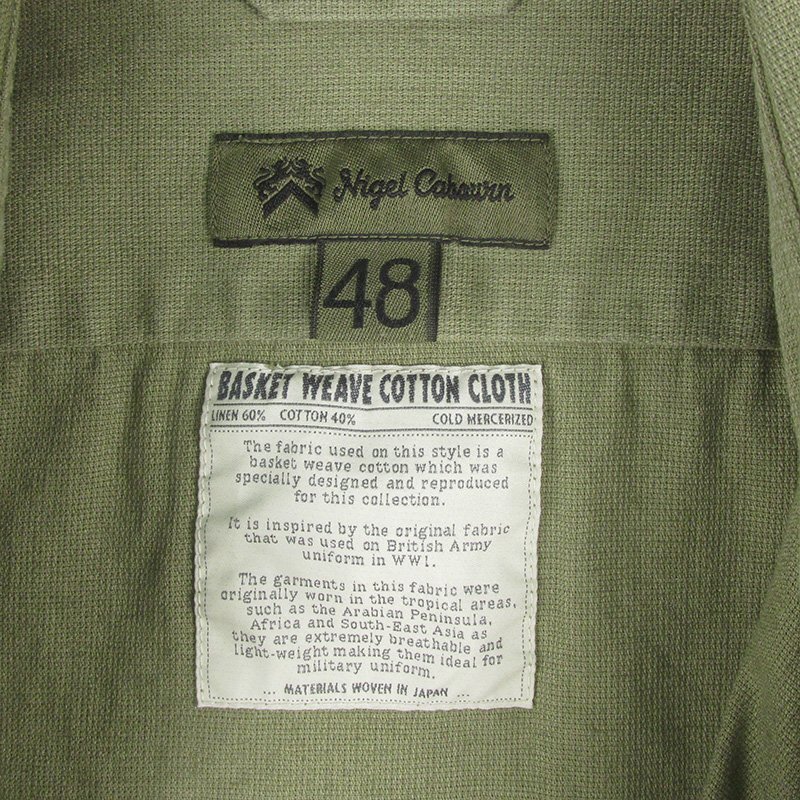 Nigel Cabourn
48
BASKET WEAVE COTTON CLOTH
LINEN 60% COTTON 40% COLD MERCERIZED
The fabric used on this style is a
basket weave cotton which was
specially designed and reproduced
for this collection.
It is inspired by the original fabric
that was used on British Army
uniform in WW1.
The garments in this fabric were
originally worn in the tropical areas,
such as the Arabian Peninsula,
Africa and South-East Asia as
they are extremely breathable and
light-weight making them ideal for
military uniform.
... MATERIALS WOVEN IN JAPAN ...